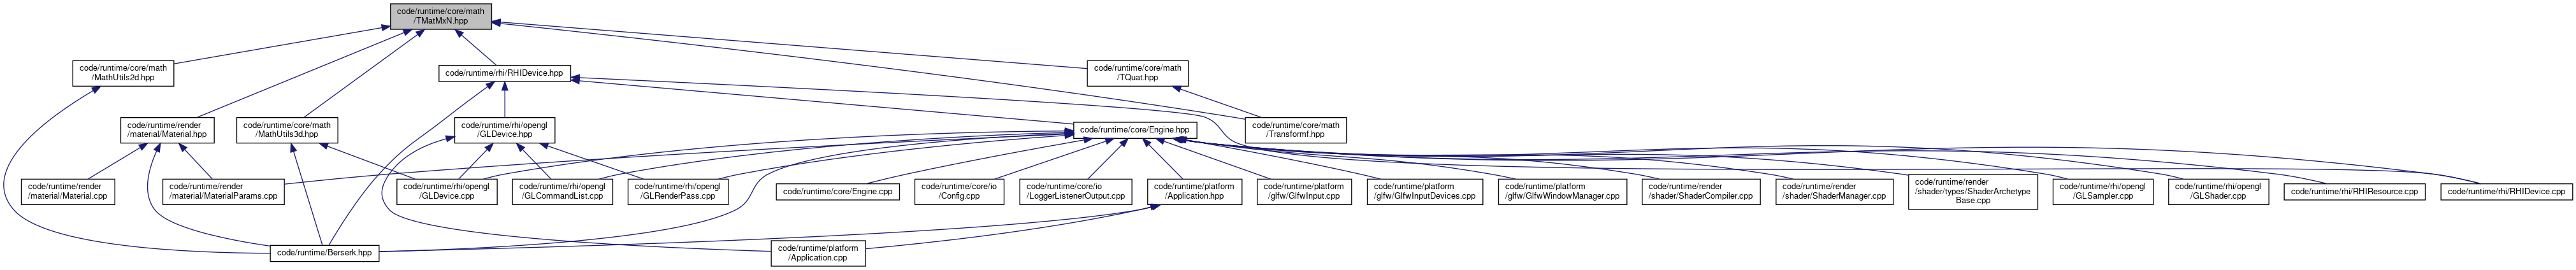 code/runtime/core/math
/TMatMxN.hpp
code/runtime/core/math
/MathUtils2d.hpp
code/runtime/rhi/RHIDevice.hpp
code/runtime/core/math
/TQuat.hpp
code/runtime/render
/material/Material.hpp
code/runtime/core/math
/MathUtils3d.hpp
code/runtime/rhi/opengl
/GLDevice.hpp
code/runtime/core/Engine.hpp
code/runtime/core/math
/Transformf.hpp
code/runtime/render
/material/Material.cpp
code/runtime/render
/material/MaterialParams.cpp
code/runtime/rhi/opengl
/GLDevice.cpp
code/runtime/rhi/opengl
/GLCommandList.cpp
code/runtime/rhi/opengl
/GLRenderPass.cpp
code/runtime/core/Engine.cpp
code/runtime/core/io
/Config.cpp
code/runtime/core/io
/LoggerListenerOutput.cpp
code/runtime/platform
/Application.hpp
code/runtime/platform
/glfw/GlfwInput.cpp
code/runtime/platform
/glfw/GlfwInputDevices.cpp
code/runtime/platform
/glfw/GlfwWindowManager.cpp
code/runtime/render
/shader/ShaderCompiler.cpp
code/runtime/render
/shader/ShaderManager.cpp
code/runtime/render
/shader/types/ShaderArchetype
Base.cpp
code/runtime/rhi/opengl
/GLSampler.cpp
code/runtime/rhi/opengl
/GLShader.cpp
code/runtime/rhi/RHIResource.cpp
code/runtime/rhi/RHIDevice.cpp
code/runtime/Berserk.hpp
code/runtime/platform
/Application.cpp